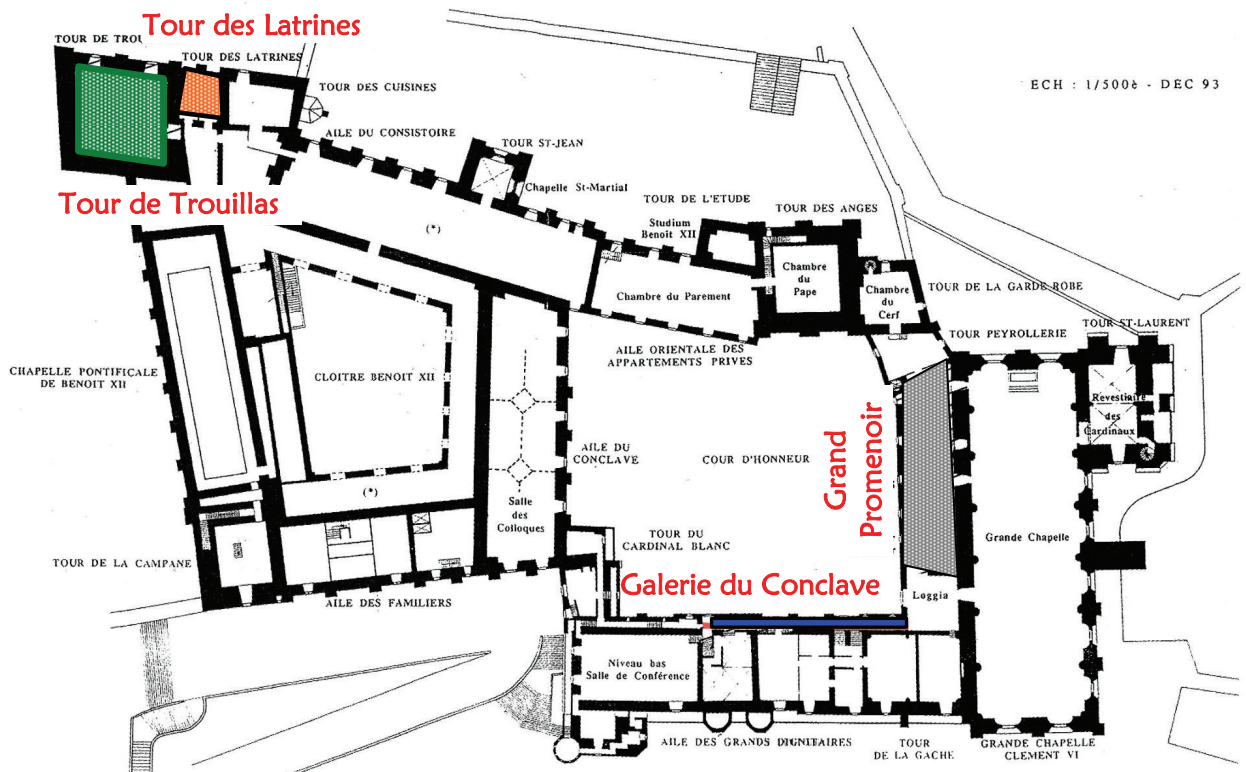 Tour des Latrines
TOUR DE TROU
TOUR DES LATRINES
ECH : 1/500è - DEC 93
TOUR DES CUISINES
AILE DU CONSISTOIRE
TOUR ST-JEAN
Chapelle St-Martial
Tour de Trouillas
TOUR DE L'ETUDE
Studium
Benoit XII
TOUR DES ANGES
(*)
Chambre
du
Pape
Chambre du Parement
Chambre
du
Cerf
TOUR DE LA GARDE ROBE
TOUR PEYROLLERIE
TOUR ST-LAURENT
AILE ORIENTALE DES
APPARTEMENTS PRIVES
CHAPELLE PONTIFICALE
DE BENOIT XII
CLOITRE BENOIT XII
Revestiaire
des
Cardinaux
Grand
Promenoir
AILE DU
CONCLAVE
COUR D'HONNEUR
(*)
Salle
des
Colloques
TOUR DU
CARDINAL BLANC
Grande Chapelle
TOUR DE LA CAMPANE
AILE DES FAMILIERS
Galerie du Conclave
Loggia
Niveau bas
Salle de Conférence
AILE DES GRANDS DIGNITAIRES
TOUR
DE LA GACHE
GRANDE CHAPELLE
CLEMENT VI